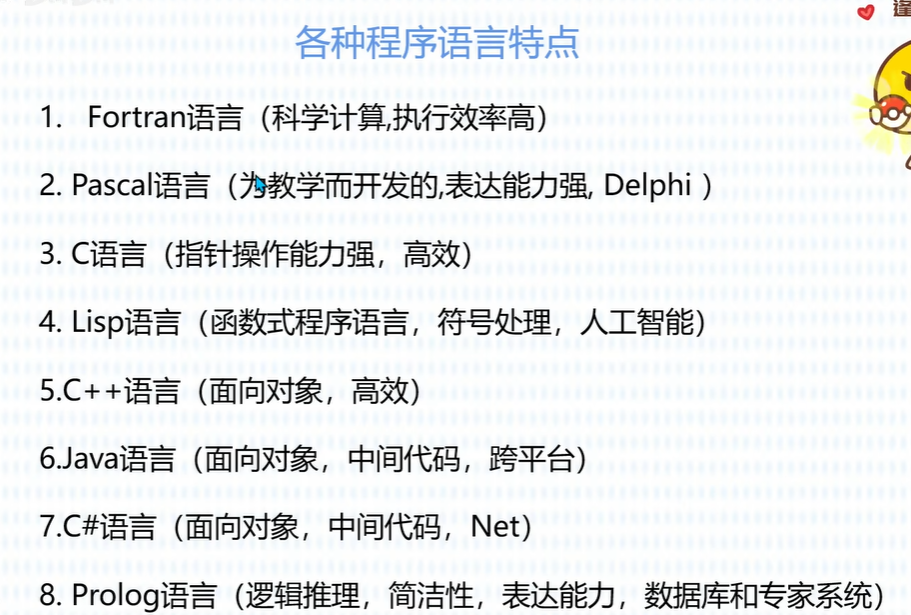 各种程序语言特点
1. Fortran语言（科学计算,执行效率高）
2. Pascal语言（为教学而开发的,表达能力强, Delphi ）
3. C语言（指针操作能力强，高效）
4. Lisp语言（函数式程序语言，符号处理，人工智能）
5.C++语言（面向对象，高效）
6.Java语言（面向对象，中间代码，跨平台）
7.C#语言（面向对象，中间代码，Net）
8. Prolog语言（逻辑推理，简洁性，表达能力，数据库和专家系统）